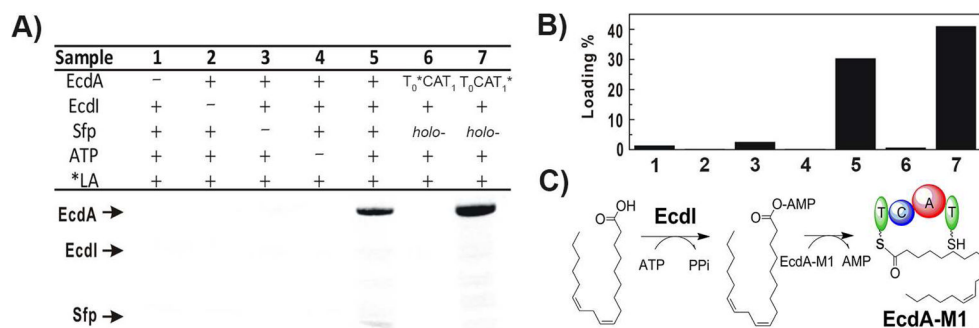 A)
Sample 1 2 3 4 5 6 7
EcdA – + + + + T0*CAT1 T0CAT1*
EcdI + – + + + + +
Sfp + + – + + holo- holo-
ATP + + + – + + +
*LA + + + + + + +
EcdA →
EcdI →
Sfp →
B)
Loading %
40
30
20
10
0
1 2 3 4 5 6 7
C)
OH
O
EcdI
ATP PPi
O-AMP
O
EcdA-M1 AMP
T C A T
S SH
O
EcdA-M1